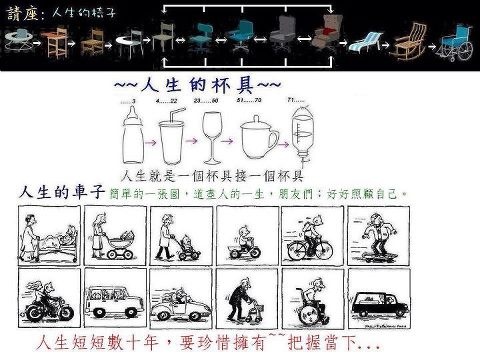 請座: 人生的椅子
~~人生的杯具~~
......3 4......22 23......50 51......70 71......
人生就是一個杯具接一個杯具
人生的車子 簡單的一張圖，道盡人的一生，朋友們；好好照顧自己。
人生短短數十年，要珍惜擁有~~把握當下...